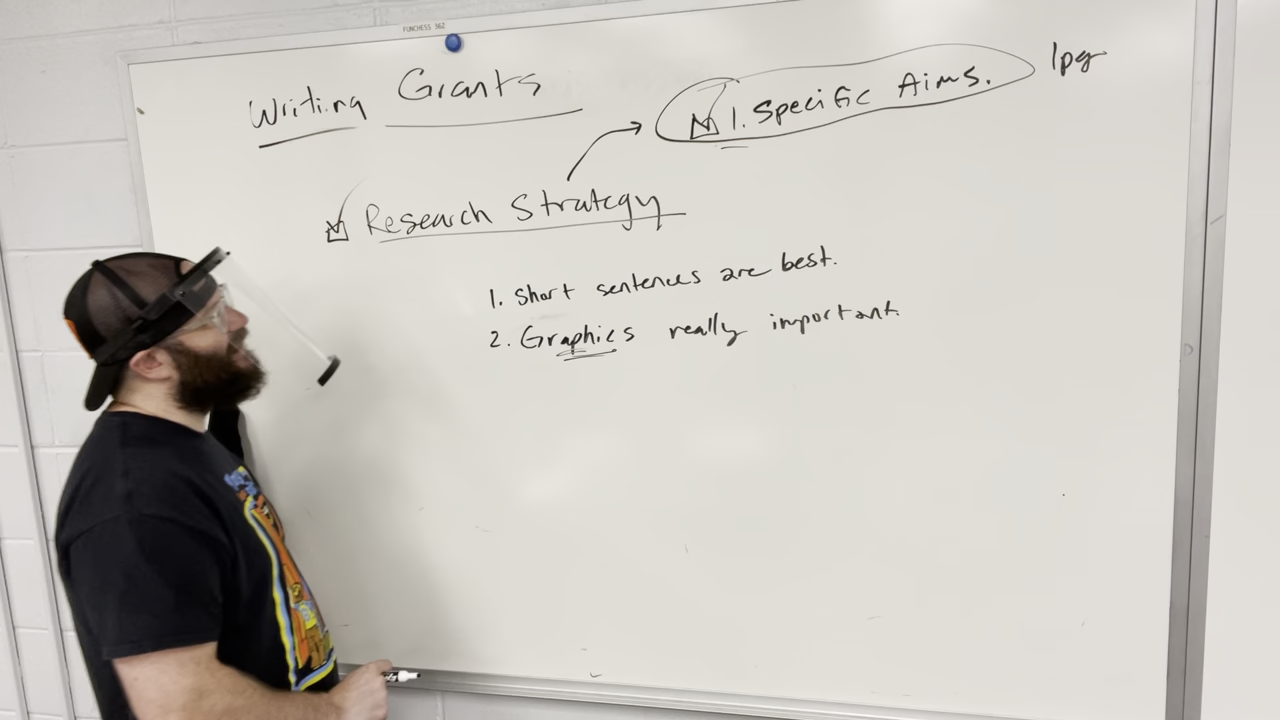 FUNCHESS 362
Writing Grants
1. Specific Aims.
1pg
Research Strategy
1. Short sentences are best.
2. Graphics really important.